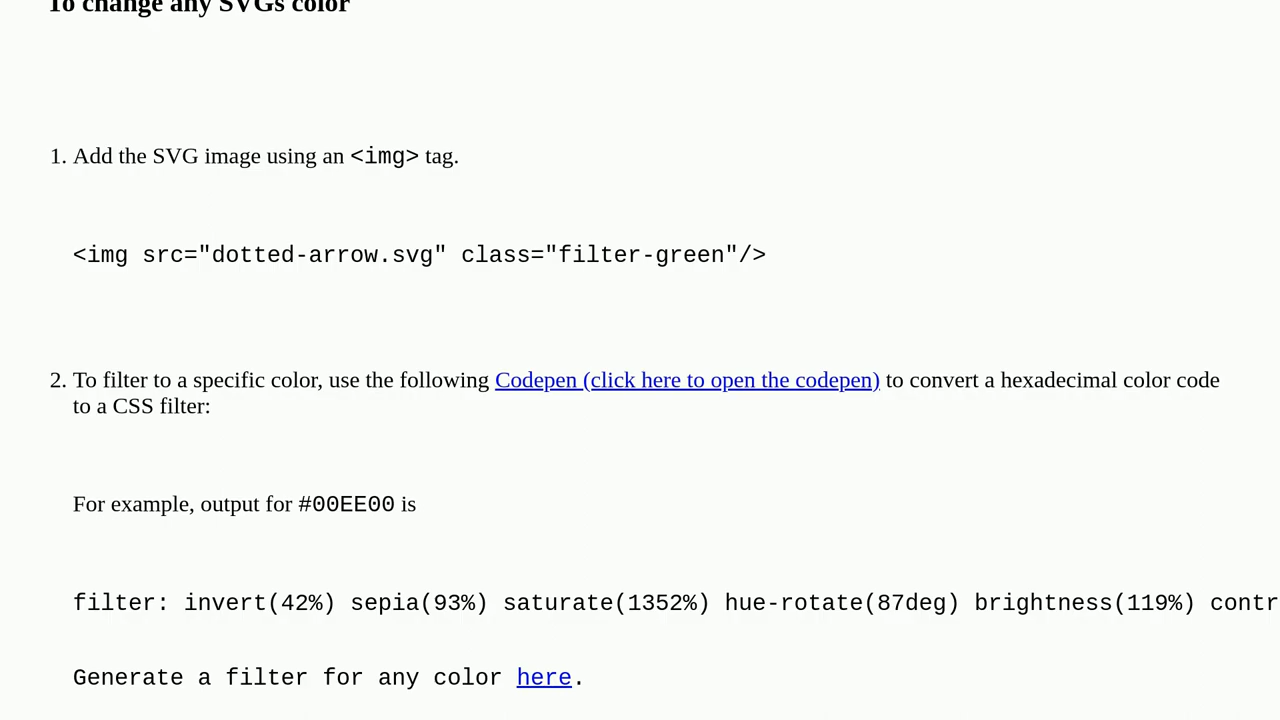 To change any SVGs color
1. Add the SVG image using an <img> tag.
<img src="dotted-arrow.svg" class="filter-green"/>
2. To filter to a specific color, use the following Codepen (click here to open the codepen) to convert a hexadecimal color code
to a CSS filter:
For example, output for #00EE00 is
filter: invert(42%) sepia(93%) saturate(1352%) hue-rotate(87deg) brightness(119%) contr
Generate a filter for any color here.